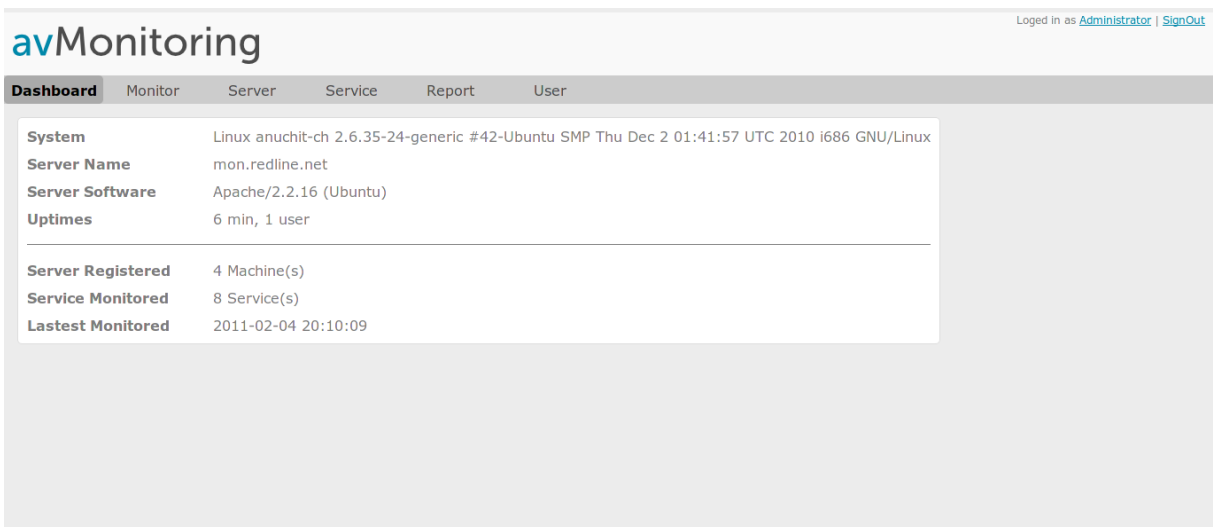 Loged in as Administrator | SignOut
avMonitoring
Dashboard Monitor Server Service Report User
System Linux anuchit-ch 2.6.35-24-generic #42-Ubuntu SMP Thu Dec 2 01:41:57 UTC 2010 i686 GNU/Linux
Server Name mon.redline.net
Server Software Apache/2.2.16 (Ubuntu)
Uptimes 6 min, 1 user
Server Registered 4 Machine(s)
Service Monitored 8 Service(s)
Lastest Monitored 2011-02-04 20:10:09